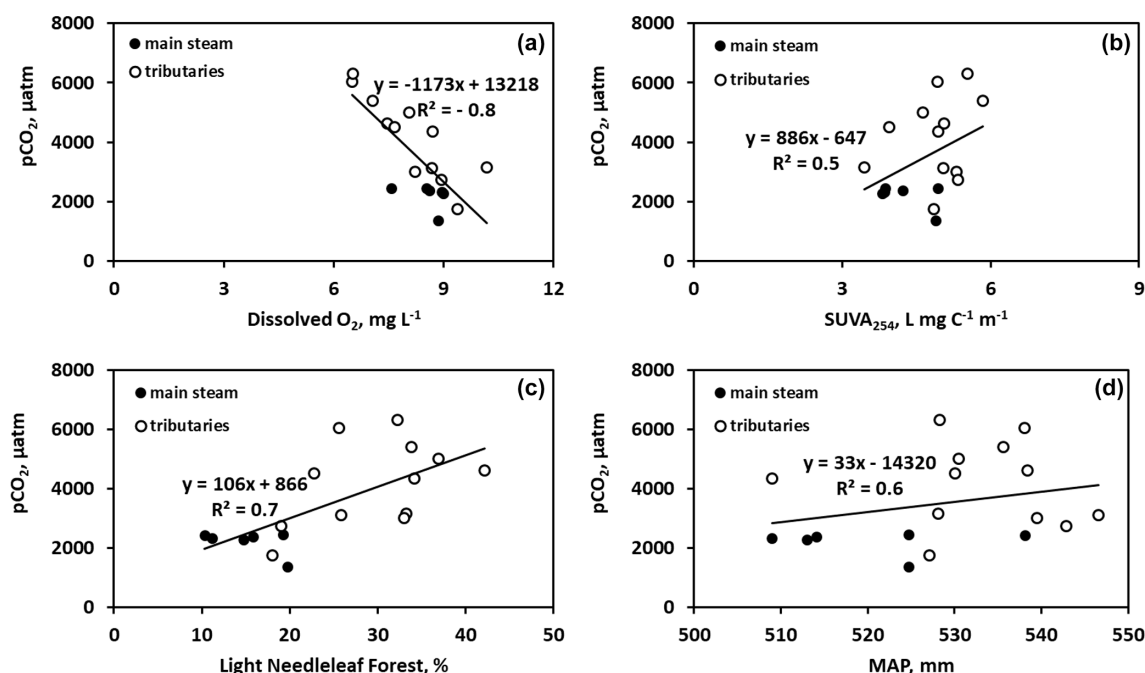 8000
6000
4000
2000
0
pCO₂, µatm
main steam
tributaries
(a)
y = -1173x + 13218
R² = - 0.8
0 3 6 9 12
Dissolved O₂, mg L⁻¹
8000
6000
4000
2000
0
pCO₂, µatm
main steam
tributaries
(b)
y = 886x - 647
R² = 0.5
0 3 6 9
SUVA₂₅₄, L mg C⁻¹ m⁻¹
8000
6000
4000
2000
0
pCO₂, µatm
main steam
tributaries
(c)
y = 106x + 866
R² = 0.7
0 10 20 30 40 50
Light Needleleaf Forest, %
8000
6000
4000
2000
0
pCO₂, µatm
main steam
tributaries
(d)
y = 33x - 14320
R² = 0.6
500 510 520 530 540 550
MAP, mm